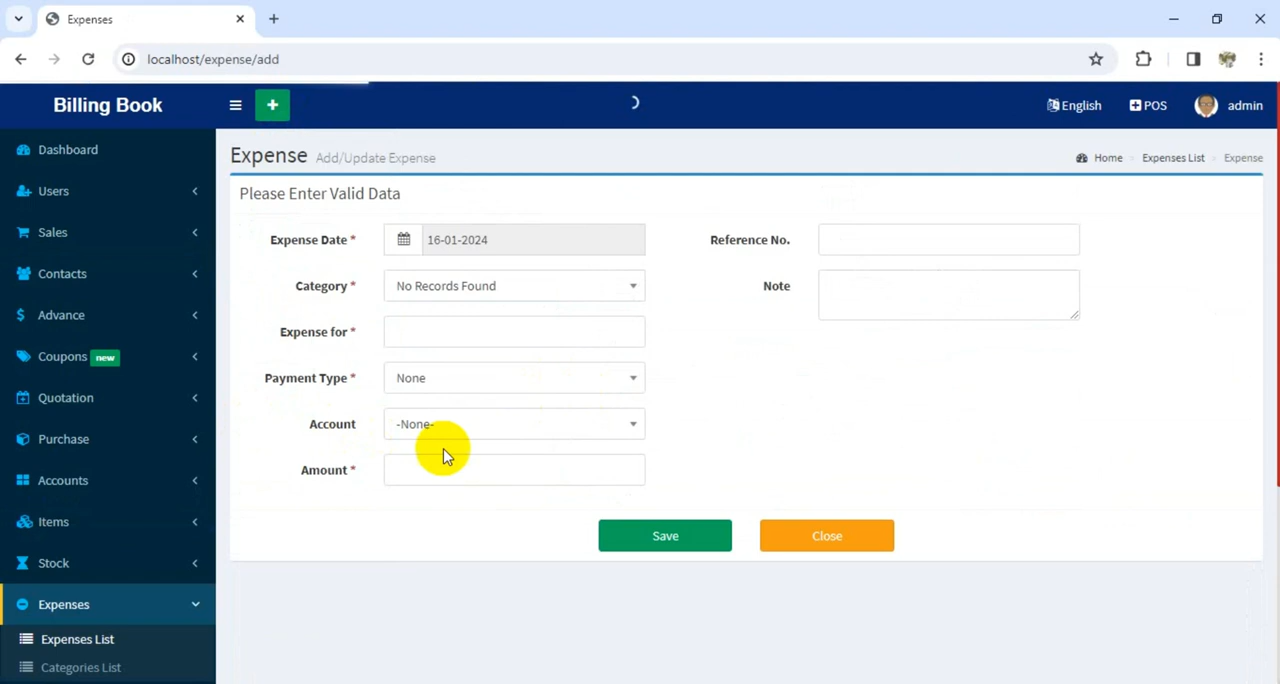 Expenses
localhost/expense/add
Billing Book
English
POS
admin
Dashboard
Users
Sales
Contacts
Advance
Coupons new
Quotation
Purchase
Accounts
Items
Stock
Expenses
Expenses List
Categories List
Expense Add/Update Expense
Home
Expenses List
Expense
Please Enter Valid Data
Expense Date * 16-01-2024
Category * No Records Found
Expense for *
Payment Type * None
Account -None-
Amount *
Reference No.
Note
Save
Close